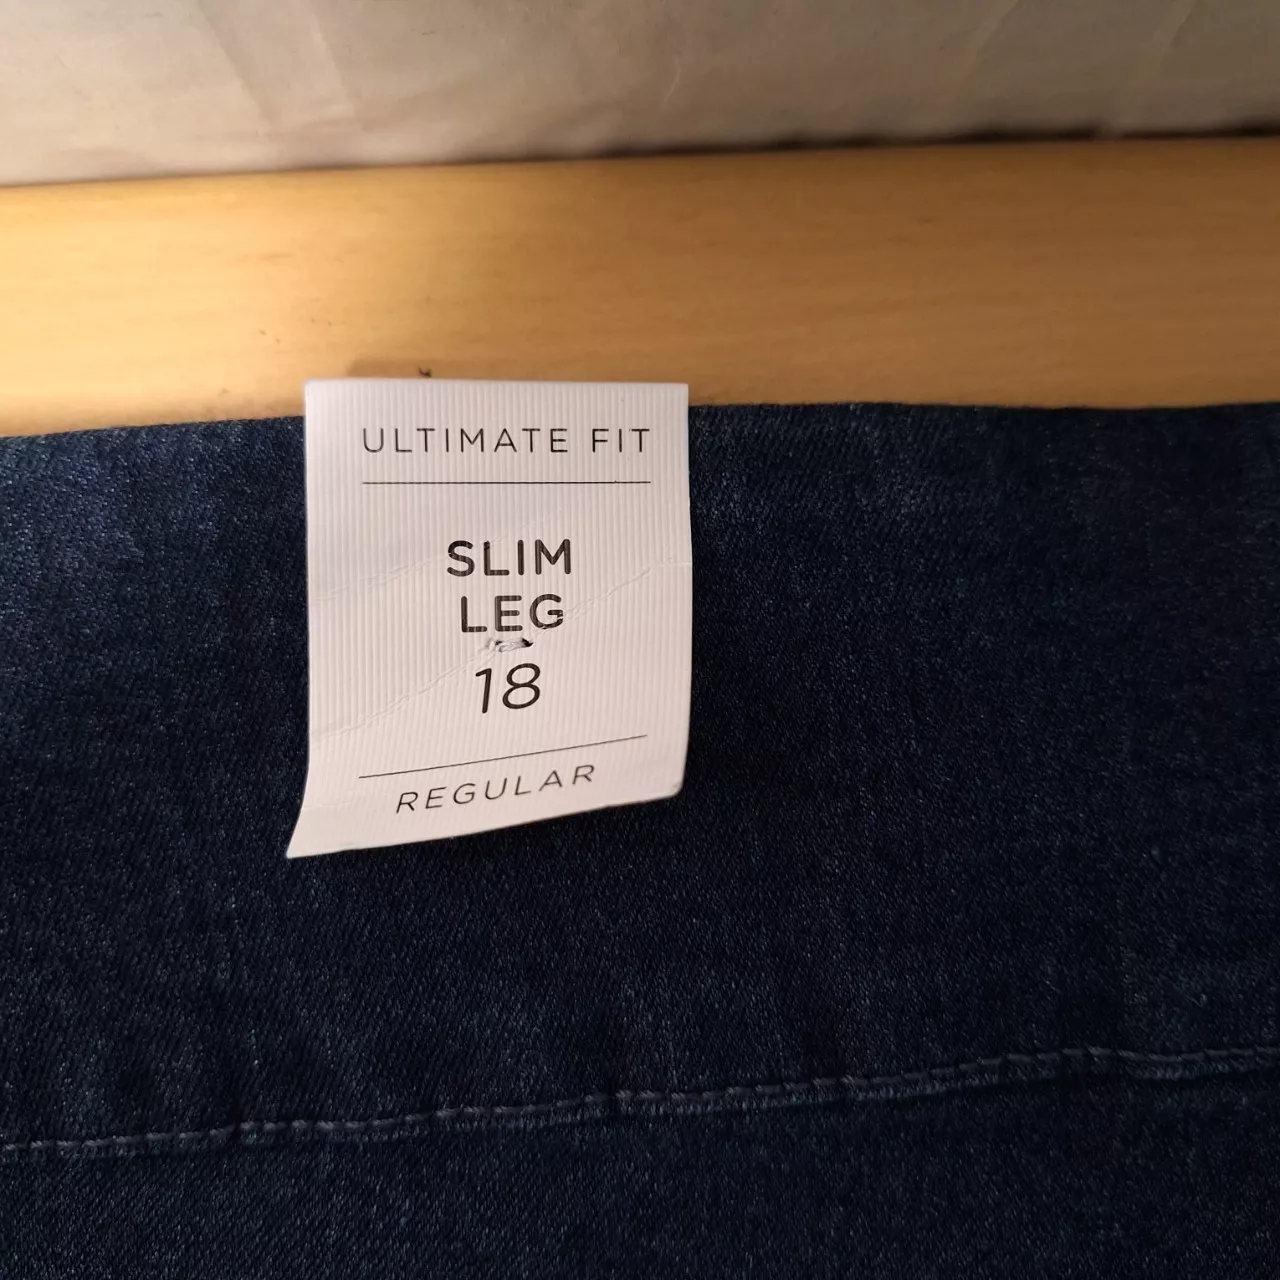 ULTIMATE FIT
SLIM
LEG
18
REGULAR